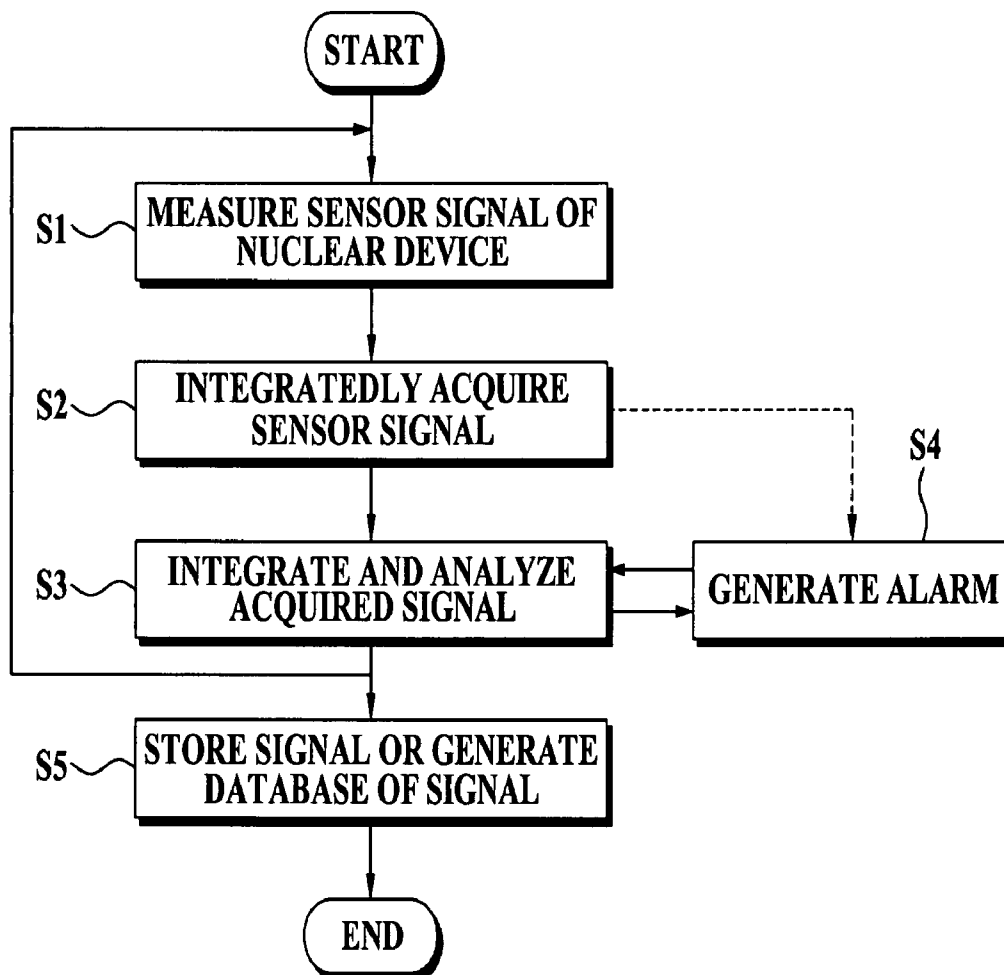 START
S1
MEASURE SENSOR SIGNAL OF
NUCLEAR DEVICE
S2
INTEGRATEDLY ACQUIRE
SENSOR SIGNAL
S4
S3
INTEGRATE AND ANALYZE
ACQUIRED SIGNAL
GENERATE ALARM
S5
STORE SIGNAL OR GENERATE
DATABASE OF SIGNAL
END